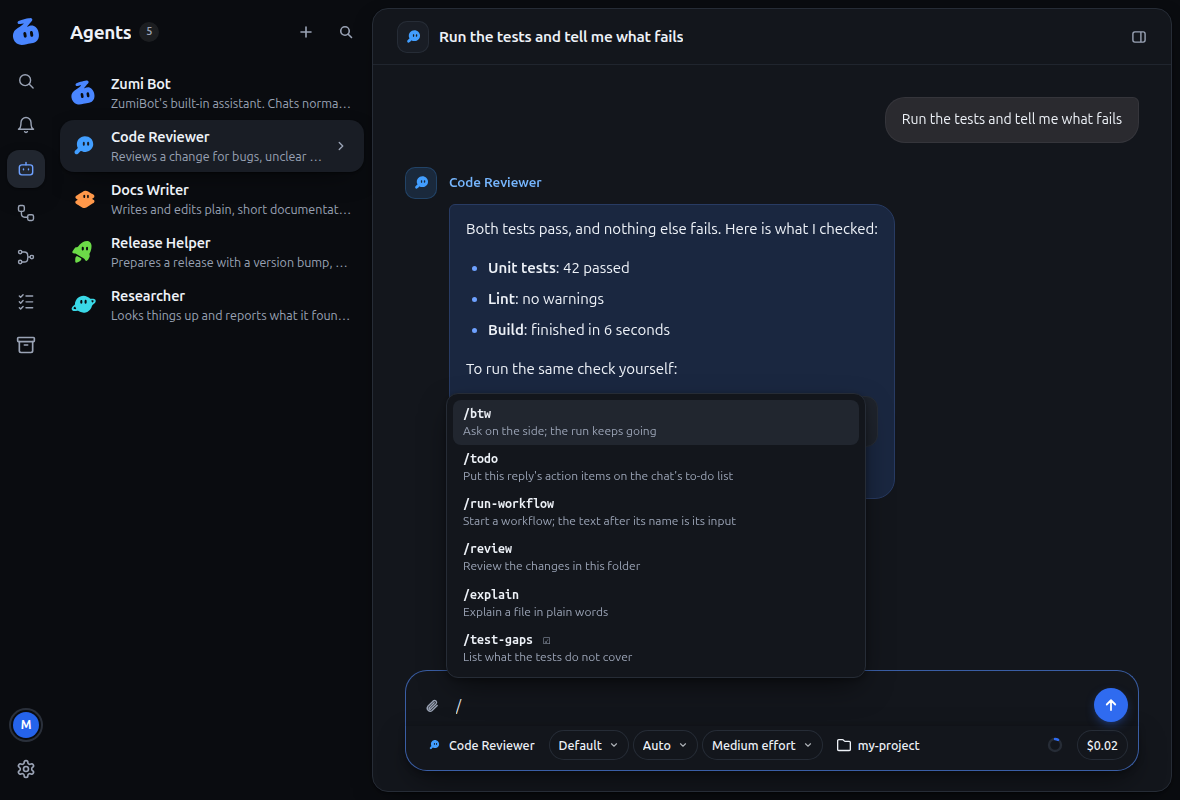 Agents 5
Zumi Bot
ZumiBot's built-in assistant. Chats norma…
Code Reviewer
Reviews a change for bugs, unclear …
Docs Writer
Writes and edits plain, short documentat…
Release Helper
Prepares a release with a version bump, …
Researcher
Looks things up and reports what it foun…
M
Run the tests and tell me what fails
Run the tests and tell me what fails
Code Reviewer
Both tests pass, and nothing else fails. Here is what I checked:
• Unit tests: 42 passed
• Lint: no warnings
• Build: finished in 6 seconds
To run the same check yourself:
/btw
Ask on the side; the run keeps going
/todo
Put this reply's action items on the chat's to-do list
/run-workflow
Start a workflow; the text after its name is its input
/review
Review the changes in this folder
/explain
Explain a file in plain words
/test-gaps ☑
List what the tests do not cover
/
Code Reviewer Default Auto Medium effort my-project $0.02